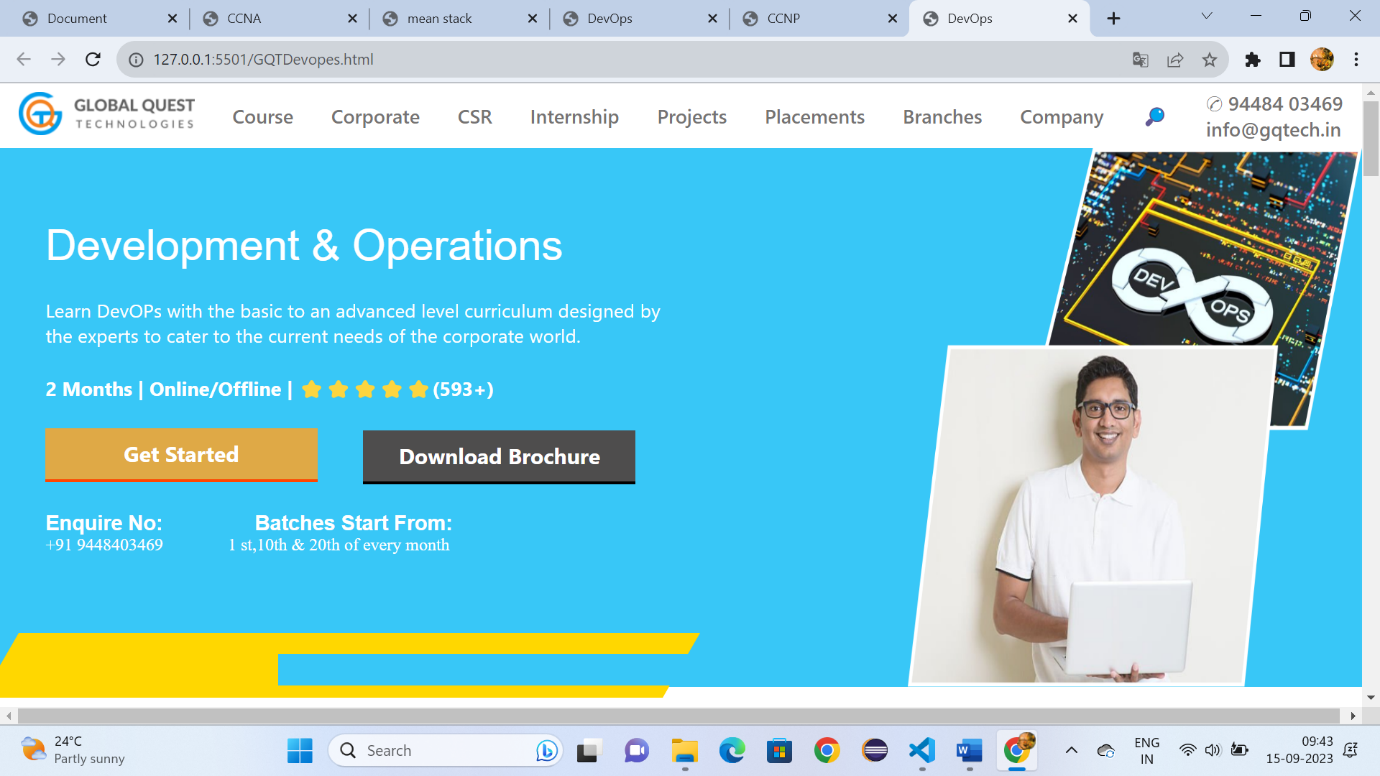 Document
CCNA
mean stack
DevOps
CCNP
DevOps
127.0.0.1:5501/GQTDevopes.html
GLOBAL QUEST
TECHNOLOGIES
Course
Corporate
CSR
Internship
Projects
Placements
Branches
Company
✆ 94484 03469
info@gqtech.in
Development & Operations
Learn DevOPs with the basic to an advanced level curriculum designed by
the experts to cater to the current needs of the corporate world.
2 Months | Online/Offline | ⭐⭐⭐⭐⭐(593+)
Get Started
Download Brochure
Enquire No:
+91 9448403469
Batches Start From:
1 st,10th & 20th of every month
DEV
OPS
24°C
Partly sunny
Search
ENG
IN
09:43
15-09-2023